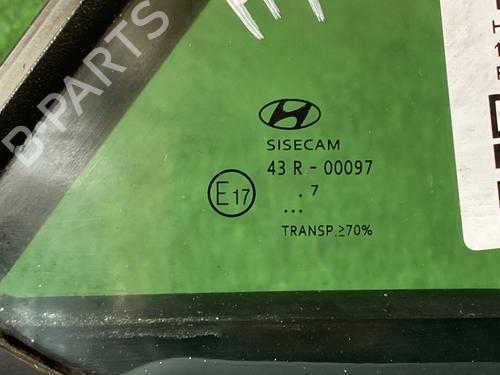 B-PARTS
SISECAM
43 R - 00097
E17
. 7
...
TRANSP.≥70%